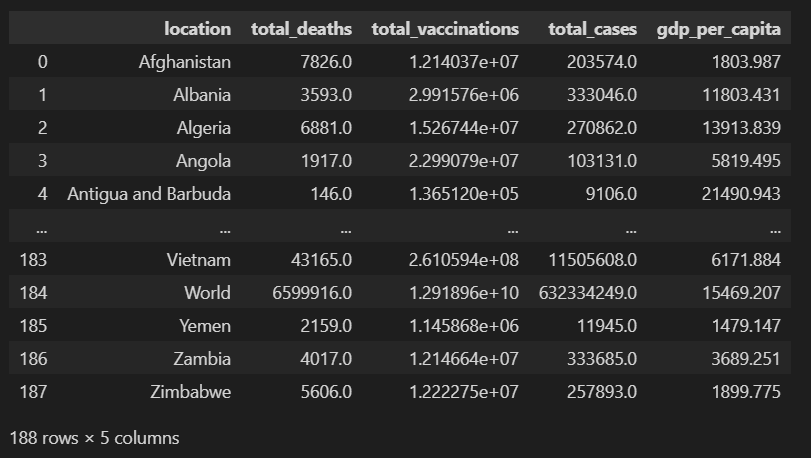 location total_deaths total_vaccinations total_cases gdp_per_capita
0 Afghanistan 7826.0 1.214037e+07 203574.0 1803.987
1 Albania 3593.0 2.991576e+06 333046.0 11803.431
2 Algeria 6881.0 1.526744e+07 270862.0 13913.839
3 Angola 1917.0 2.299079e+07 103131.0 5819.495
4 Antigua and Barbuda 146.0 1.365120e+05 9106.0 21490.943
... ... ... ... ... ...
183 Vietnam 43165.0 2.610594e+08 11505608.0 6171.884
184 World 6599916.0 1.291896e+10 632334249.0 15469.207
185 Yemen 2159.0 1.145868e+06 11945.0 1479.147
186 Zambia 4017.0 1.214664e+07 333685.0 3689.251
187 Zimbabwe 5606.0 1.222275e+07 257893.0 1899.775
188 rows × 5 columns